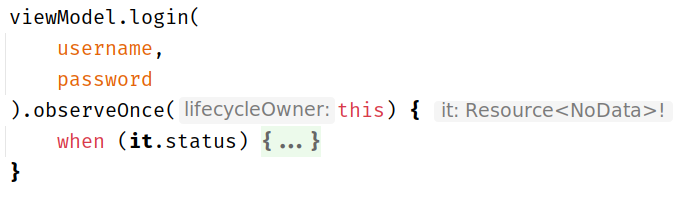 viewModel.login(
username,
password
).observeOnce( lifecycleOwner: this) { it: Resource<NoData>!
when (it.status) {...}
}